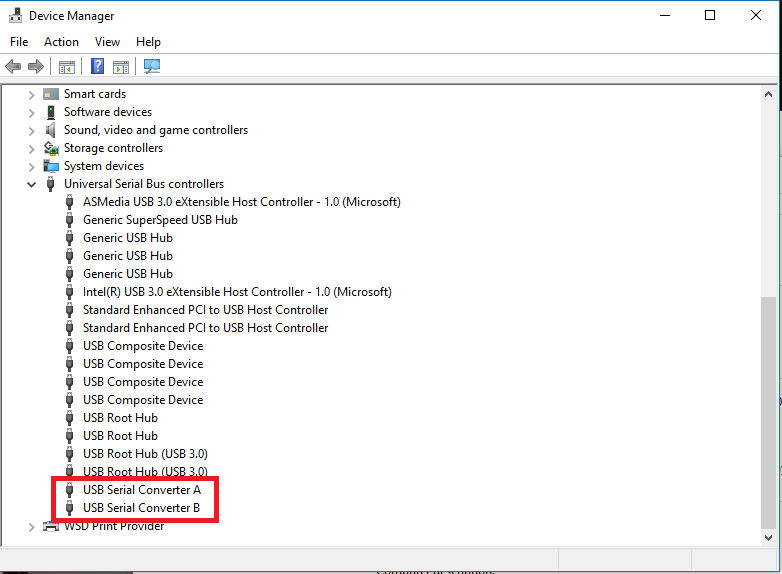 Device Manager
File Action View Help
Smart cards
Software devices
Sound, video and game controllers
Storage controllers
System devices
Universal Serial Bus controllers
ASMedia USB 3.0 eXtensible Host Controller - 1.0 (Microsoft)
Generic SuperSpeed USB Hub
Generic USB Hub
Generic USB Hub
Generic USB Hub
Intel(R) USB 3.0 eXtensible Host Controller - 1.0 (Microsoft)
Standard Enhanced PCI to USB Host Controller
Standard Enhanced PCI to USB Host Controller
USB Composite Device
USB Composite Device
USB Composite Device
USB Composite Device
USB Root Hub
USB Root Hub
USB Root Hub (USB 3.0)
USB Root Hub (USB 3.0)
USB Serial Converter A
USB Serial Converter B
WSD Print Provider